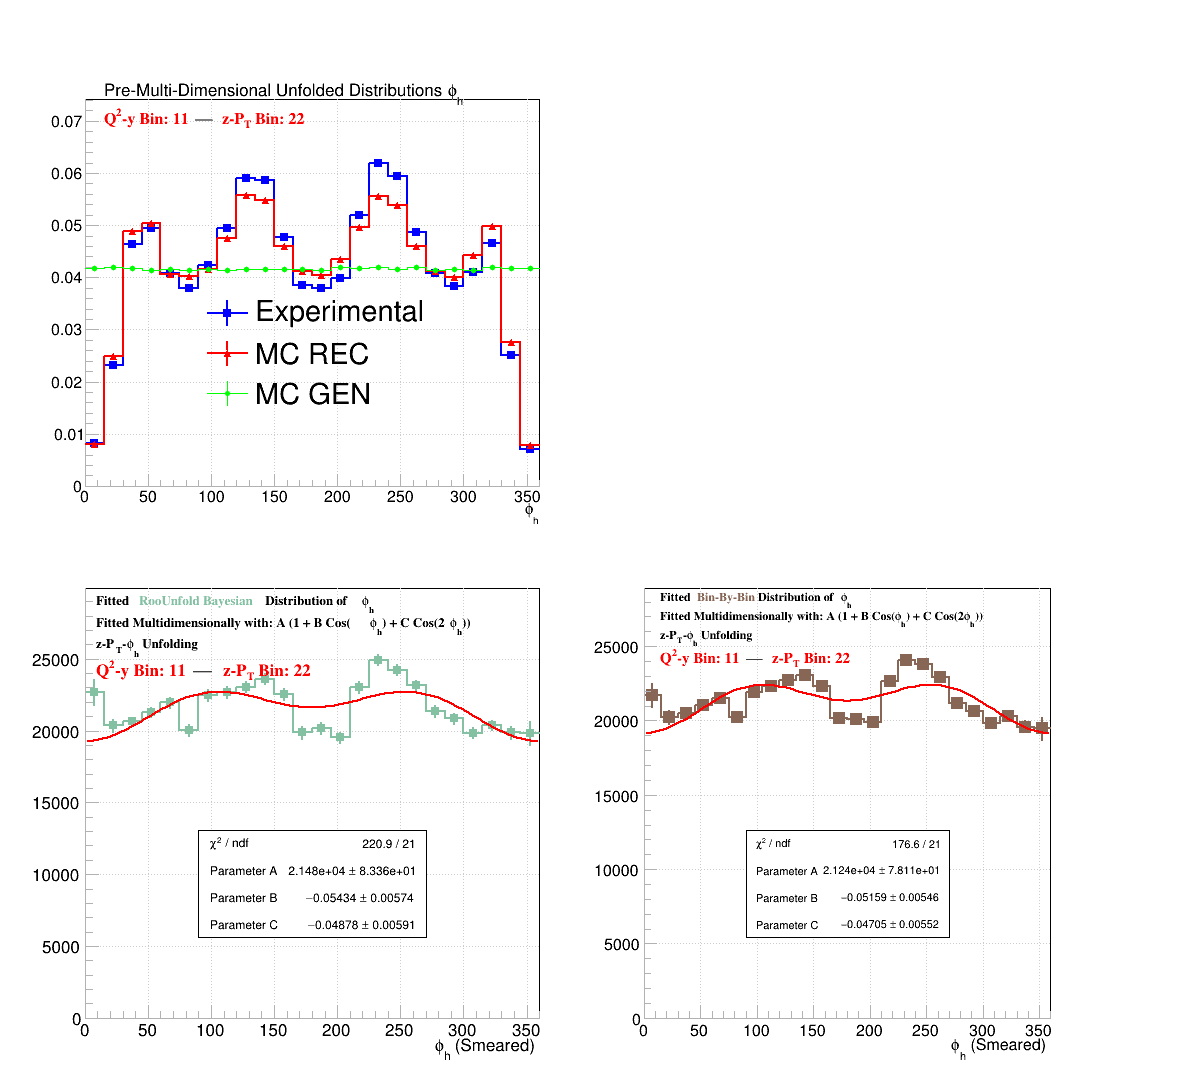 Pre-Multi-Dimensional Unfolded Distributions ϕh
Q2-y Bin: 11 — z-PT Bin: 22
0.07
0.06
0.05
0.04
0.03
0.02
0.01
0
Experimental
MC REC
MC GEN
0 50 100 150 200 250 300 350
ϕh
Fitted RooUnfold Bayesian Distribution of ϕh
Fitted Multidimensionally with: A (1 + B Cos( ϕh) + C Cos(2 ϕh))
z-PT-ϕh Unfolding
Q2-y Bin: 11 — z-PT Bin: 22
25000
20000
15000
10000
5000
0
χ2 / ndf 220.9 / 21
Parameter A 2.148e+04 ± 8.336e+01
Parameter B −0.05434 ± 0.00574
Parameter C −0.04878 ± 0.00591
0 50 100 150 200 250 300 350
ϕh (Smeared)
Fitted Bin-By-Bin Distribution of ϕh
Fitted Multidimensionally with: A (1 + B Cos(ϕh) + C Cos(2ϕh))
z-PT-ϕh Unfolding
Q2-y Bin: 11 — z-PT Bin: 22
25000
20000
15000
10000
5000
0
χ2 / ndf 176.6 / 21
Parameter A 2.124e+04 ± 7.811e+01
Parameter B −0.05159 ± 0.00546
Parameter C −0.04705 ± 0.00552
0 50 100 150 200 250 300 350
ϕh (Smeared)